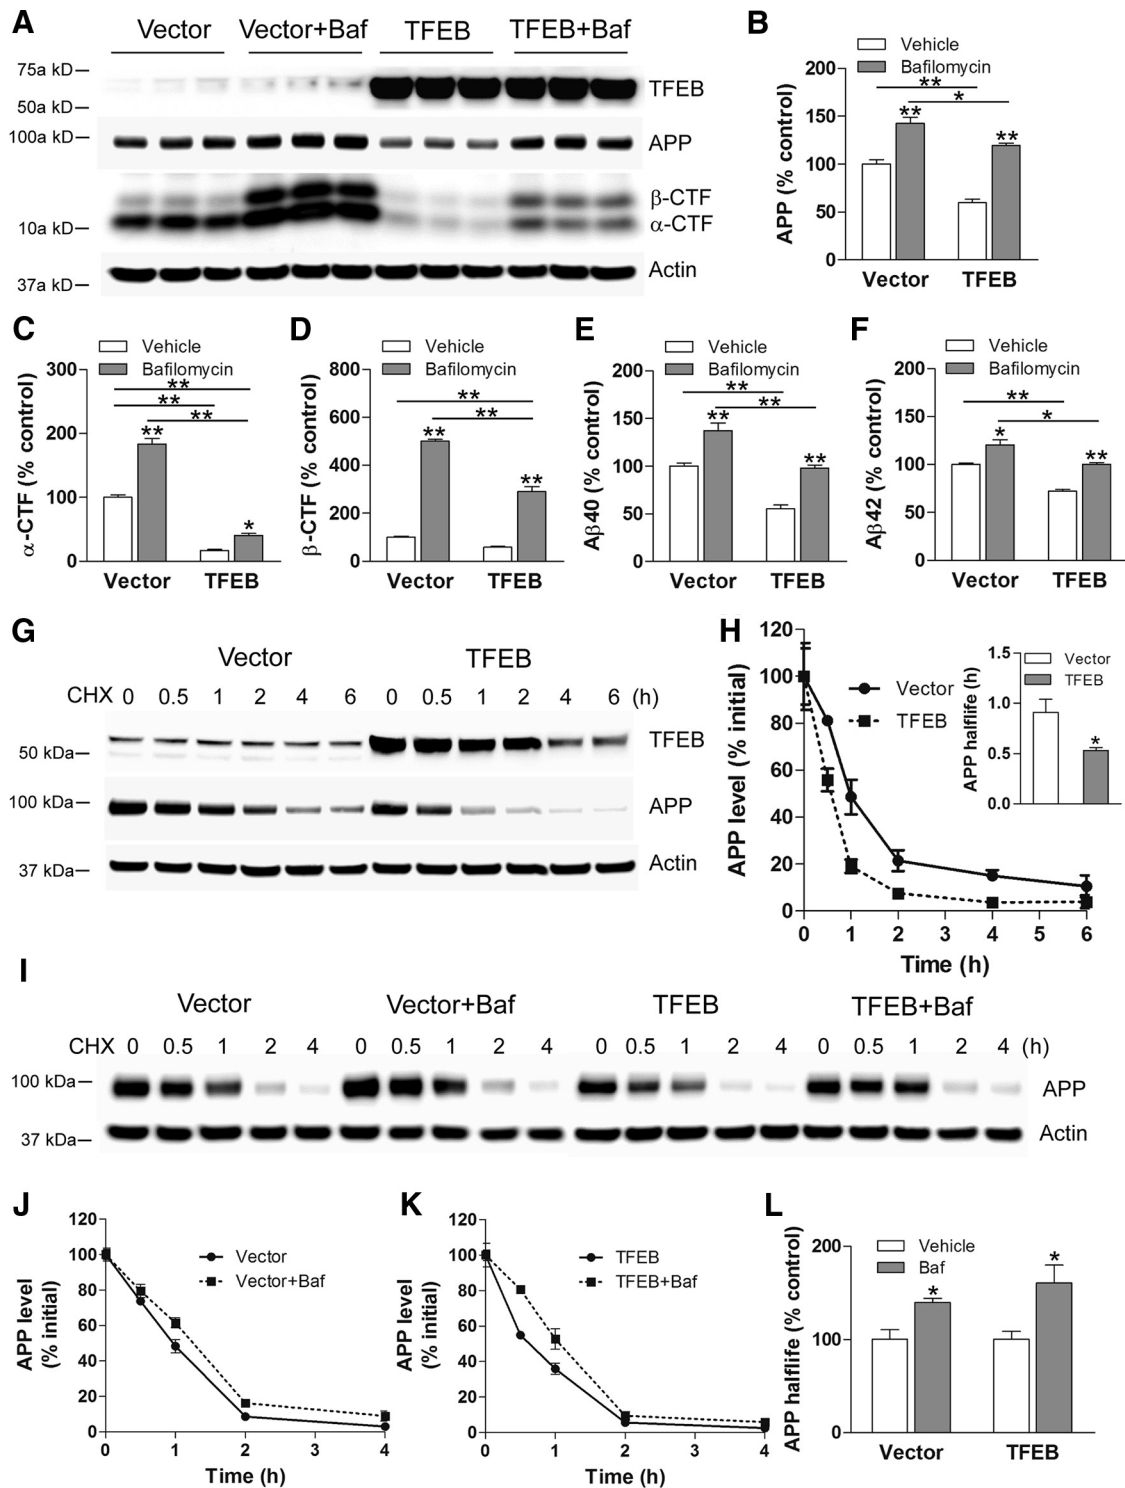 A
Vector Vector+Baf TFEB TFEB+Baf
75a kD
TFEB
50a kD
100a kD
APP
β-CTF
α-CTF
10a kD
Actin
37a kD
B
Vehicle
Bafilomycin
200
150
100
50
0
APP (% control)
** * ** **
Vector TFEB
C
Vehicle
Bafilomycin
300
200
100
0
α-CTF (% control)
** ** ** ** *
Vector TFEB
D
Vehicle
Bafilomycin
800
600
400
200
0
β-CTF (% control)
** ** ** **
Vector TFEB
E
Vehicle
Bafilomycin
200
150
100
50
0
Aβ40 (% control)
** ** ** **
Vector TFEB
F
Vehicle
Bafilomycin
200
150
100
50
0
Aβ42 (% control)
** * * **
Vector TFEB
G
Vector TFEB
CHX 0 0.5 1 2 4 6 0 0.5 1 2 4 6 (h)
TFEB
50 kDa
100 kDa
APP
Actin
37 kDa
H
120
100
80
60
40
20
0
APP level (% initial)
Vector
TFEB
0 1 2 3 4 5 6
Time (h)
1.5
1.0
0.5
0.0
APP halflife (h)
Vector
TFEB
*
I
Vector Vector+Baf TFEB TFEB+Baf
CHX 0 0.5 1 2 4 0 0.5 1 2 4 0 0.5 1 2 4 0 0.5 1 2 4 (h)
100 kDa
APP
37 kDa
Actin
J
120
100
80
60
40
20
0
APP level
(% initial)
Vector
Vector+Baf
0 1 2 3 4
Time (h)
K
120
100
80
60
40
20
0
APP level
(% initial)
TFEB
TFEB+Baf
0 1 2 3 4
Time (h)
L
200
100
0
APP halflife (% control)
Vehicle
Baf
* *
Vector TFEB